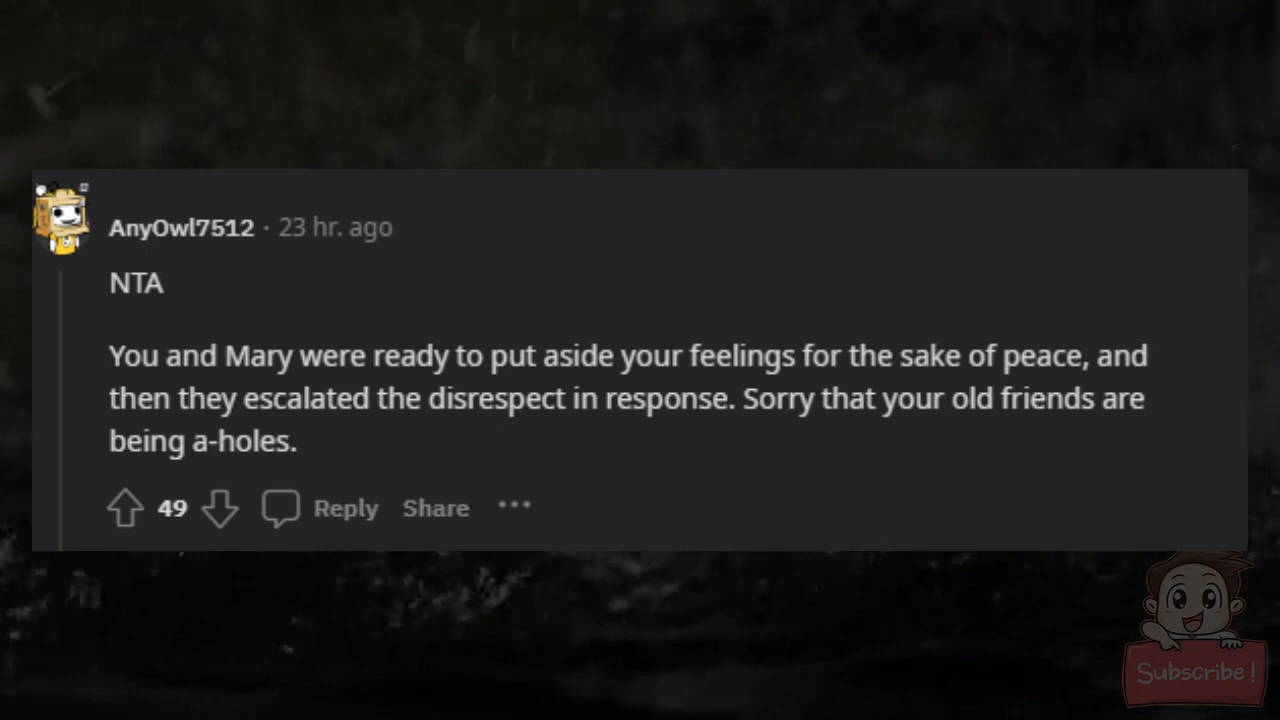 AnyOwl7512 · 23 hr. ago
NTA
You and Mary were ready to put aside your feelings for the sake of peace, and
then they escalated the disrespect in response. Sorry that your old friends are
being a-holes.
49 Reply Share ···
Subscribe!